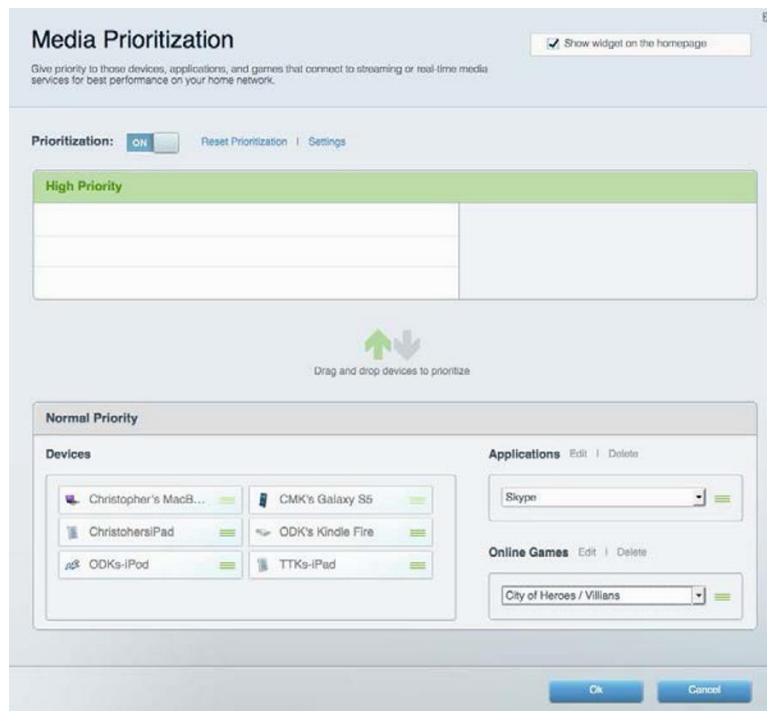 Media Prioritization
Show widget on the homepage
Give priority to those devices, applications, and games that connect to streaming or real-time media
services for best performance on your home network.
Prioritization: ON Reset Prioritization | Settings
High Priority
Drag and drop devices to prioritize
Normal Priority
Devices
Christopher's MacB...
CMK's Galaxy S5
ChristohersiPad
ODK's Kindle Fire
ODKs-iPod
TTKs-iPad
Applications Edit | Delete
Skype
Online Games Edit | Delete
City of Heroes / Villians
Ok
Cancel